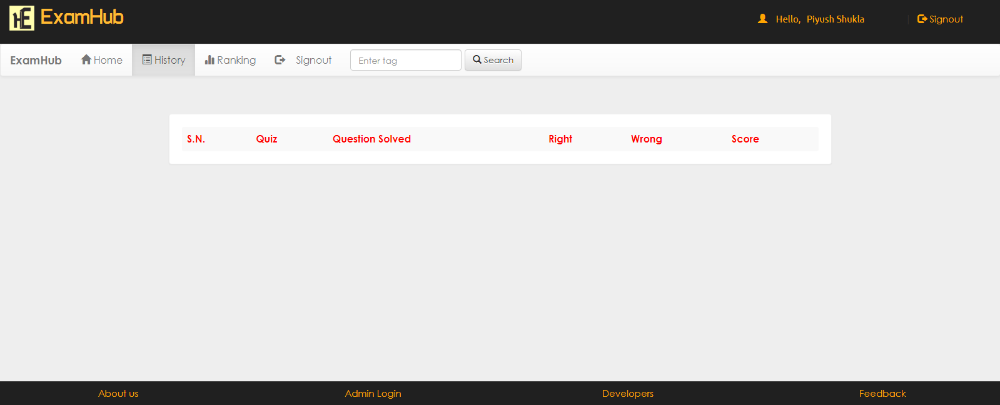 HE ExamHub
Hello, Piyush Shukla Signout
ExamHub Home History Ranking Signout Enter tag Search
S.N. Quiz Question Solved Right Wrong Score
About us Admin Login Developers Feedback